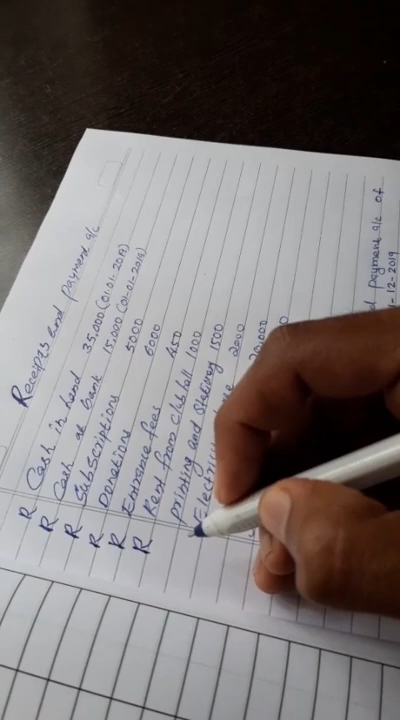 Receipts and payment a/c
R Cash in hand 35,000 (01-01-2019)
R Cash at bank 15,000 (01-01-2019)
R Subscriptions 5000
R Donations 6000
R Entrance fees 450
R Rent from club hall 1000
printing and stationary 1500
2000
payment a/c of
-12-2019